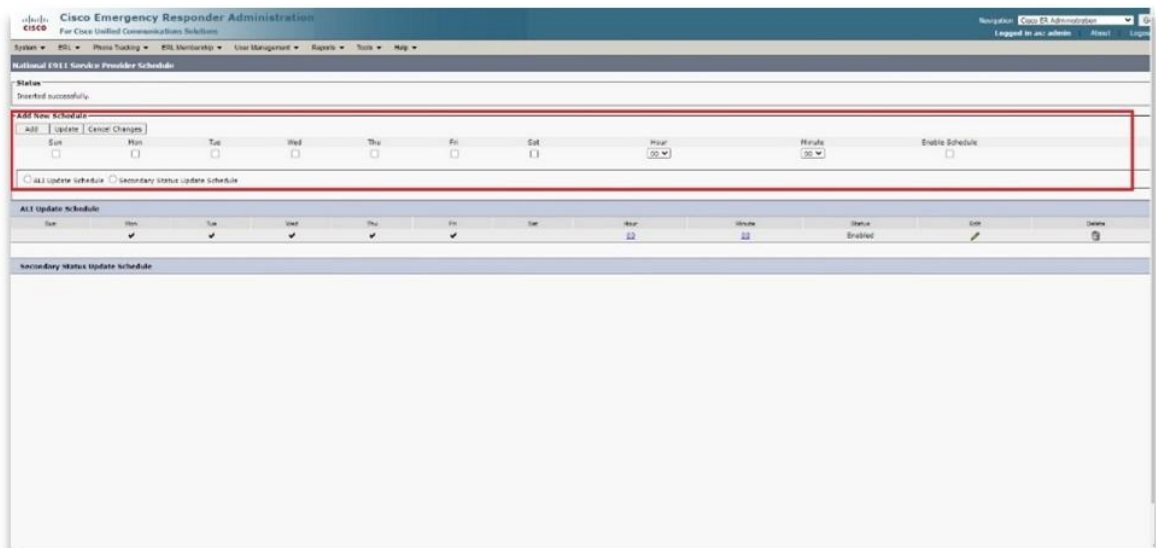 Cisco Emergency Responder Administration
CISCO For Cisco Unified Communications Solutions
Navigation Cisco ER Administration
Logged in as: admin About
System ERL Phone Tracking ERL Membership User Management Reports Tools Help
National E911 Service Provider Schedule
Status
Inserted successfully.
Add New Schedule
Add Update Cancel Changes
Sun Mon Tue Wed Thu Fri Sat Hour Minute Enable Schedule
00 00
ALI Update Schedule Secondary Status Update Schedule
ALI Update Schedule
Sun Mon Tue Wed Thu Fri Sat Hour Minute Status Edit Delete
Enabled
Secondary Status Update Schedule